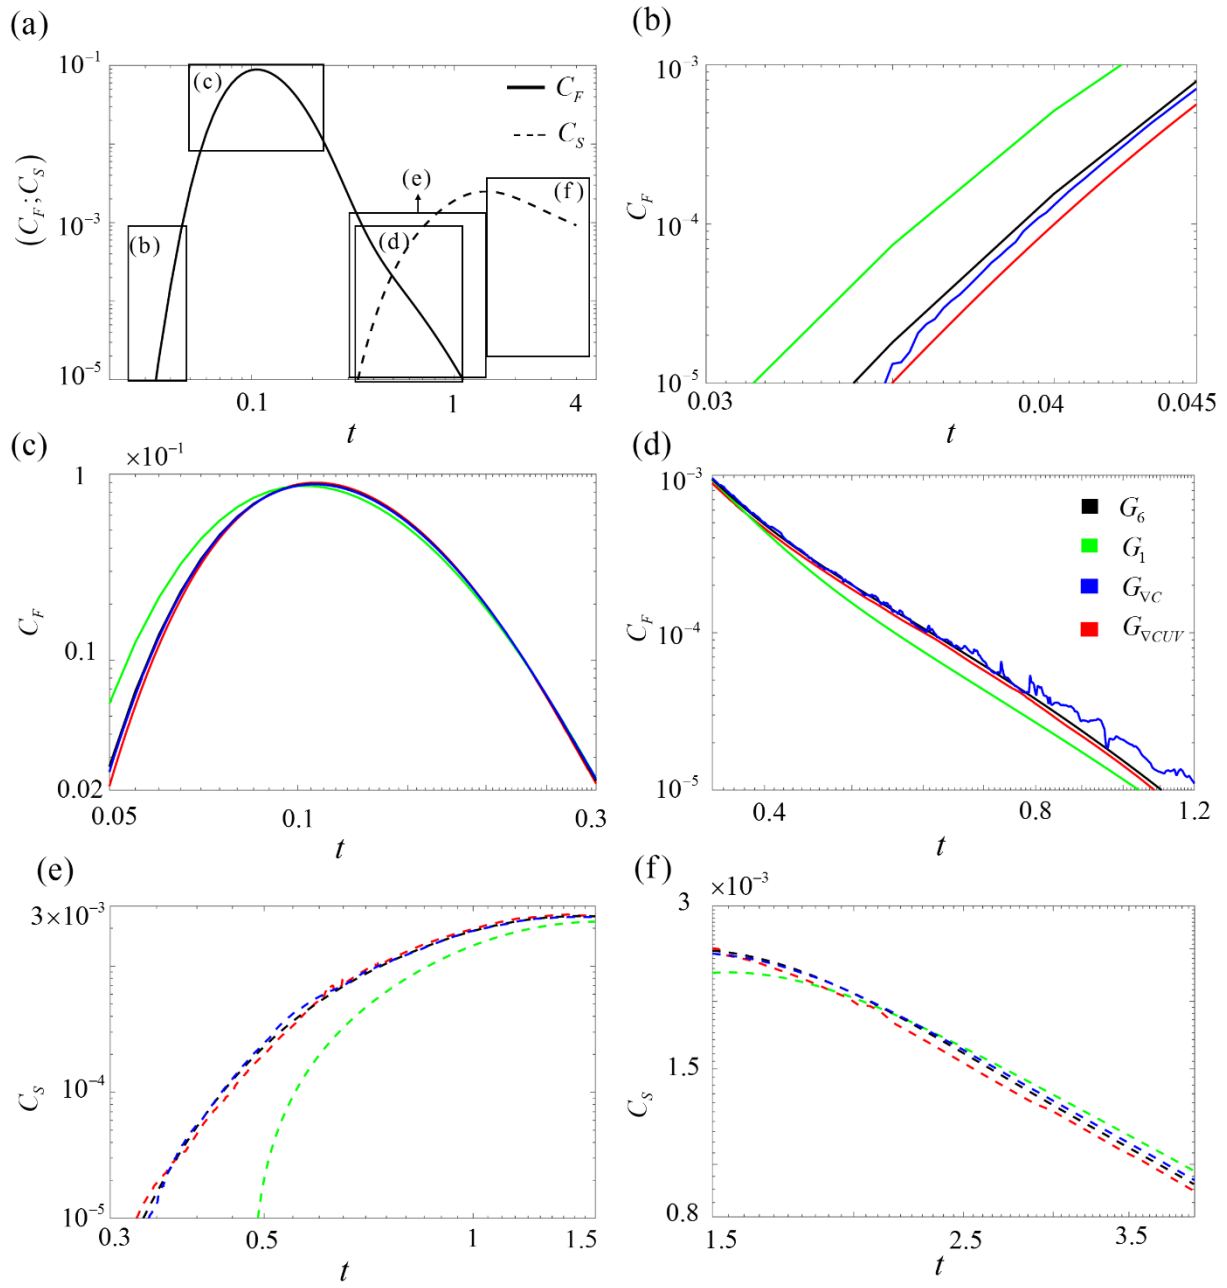 (a)
(b)
10⁻¹
10⁻³
10⁻⁵
(C_F; C_S)
(b)
(c)
(d)
(e)
(f)
C_F
C_S
0.1
1
4
t
10⁻³
10⁻⁴
10⁻⁵
C_F
0.03
0.04
0.045
t
(c)
×10⁻¹
1
0.1
0.02
C_F
0.05
0.1
0.3
t
(d)
10⁻³
10⁻⁴
10⁻⁵
C_F
G₆
G₁
G_∇C
G_∇CUV
0.4
0.8
1.2
t
(e)
3×10⁻³
10⁻⁴
10⁻⁵
C_S
0.3
0.5
1
1.5
t
(f)
×10⁻³
3
1.5
0.8
C_S
1.5
2.5
3.5
t